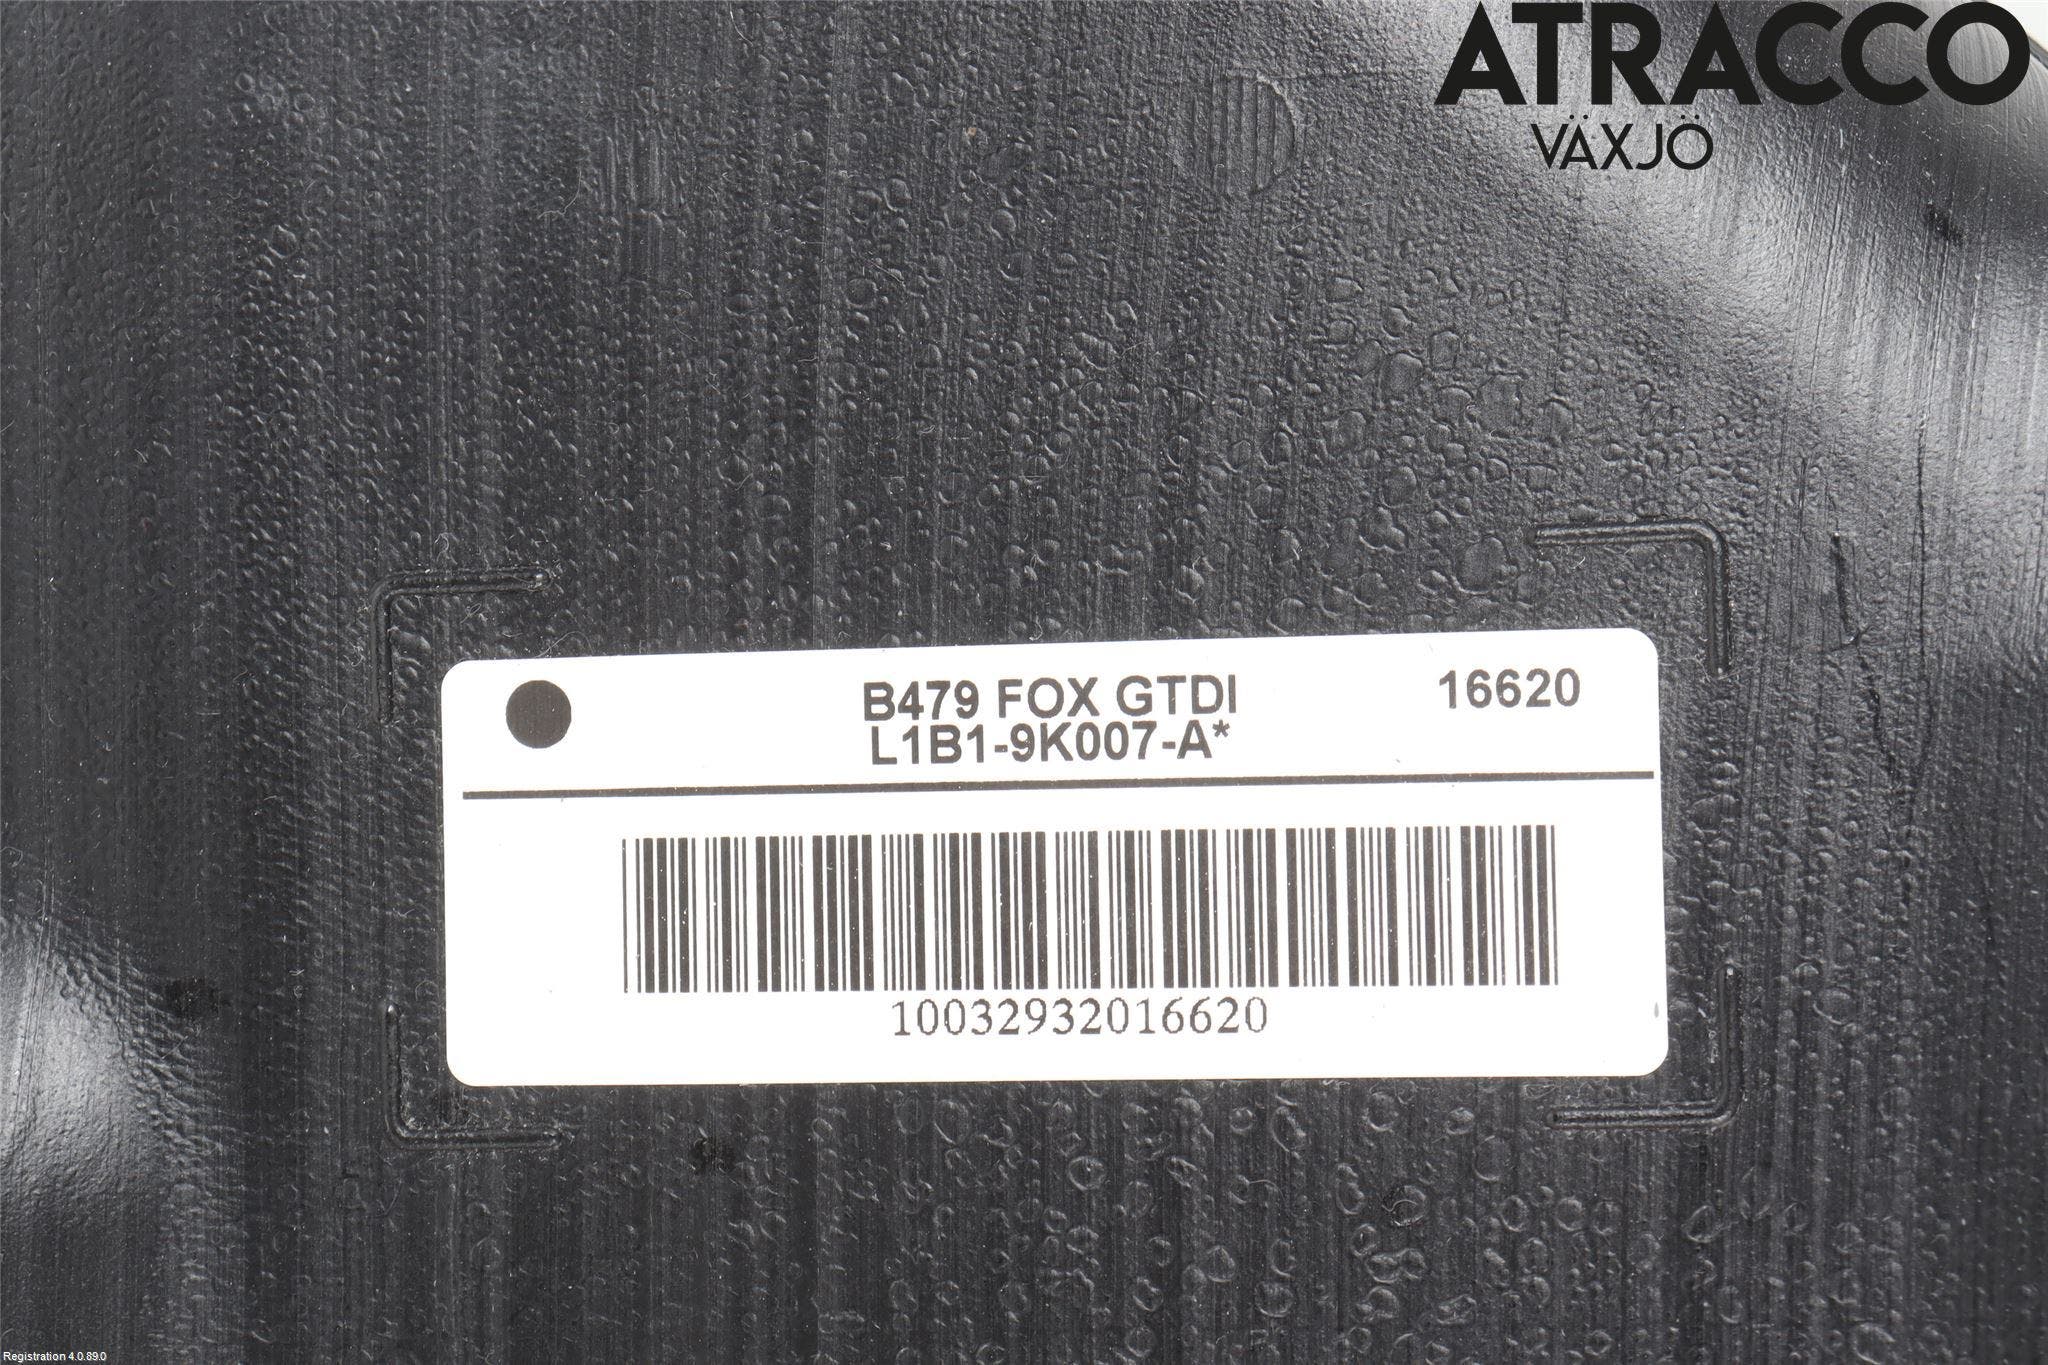 ATRACCO
VÄXJÖ
B479 FOX GTDI 16620
L1B1-9K007-A*
10032932016620
Registration 4.0.89.0